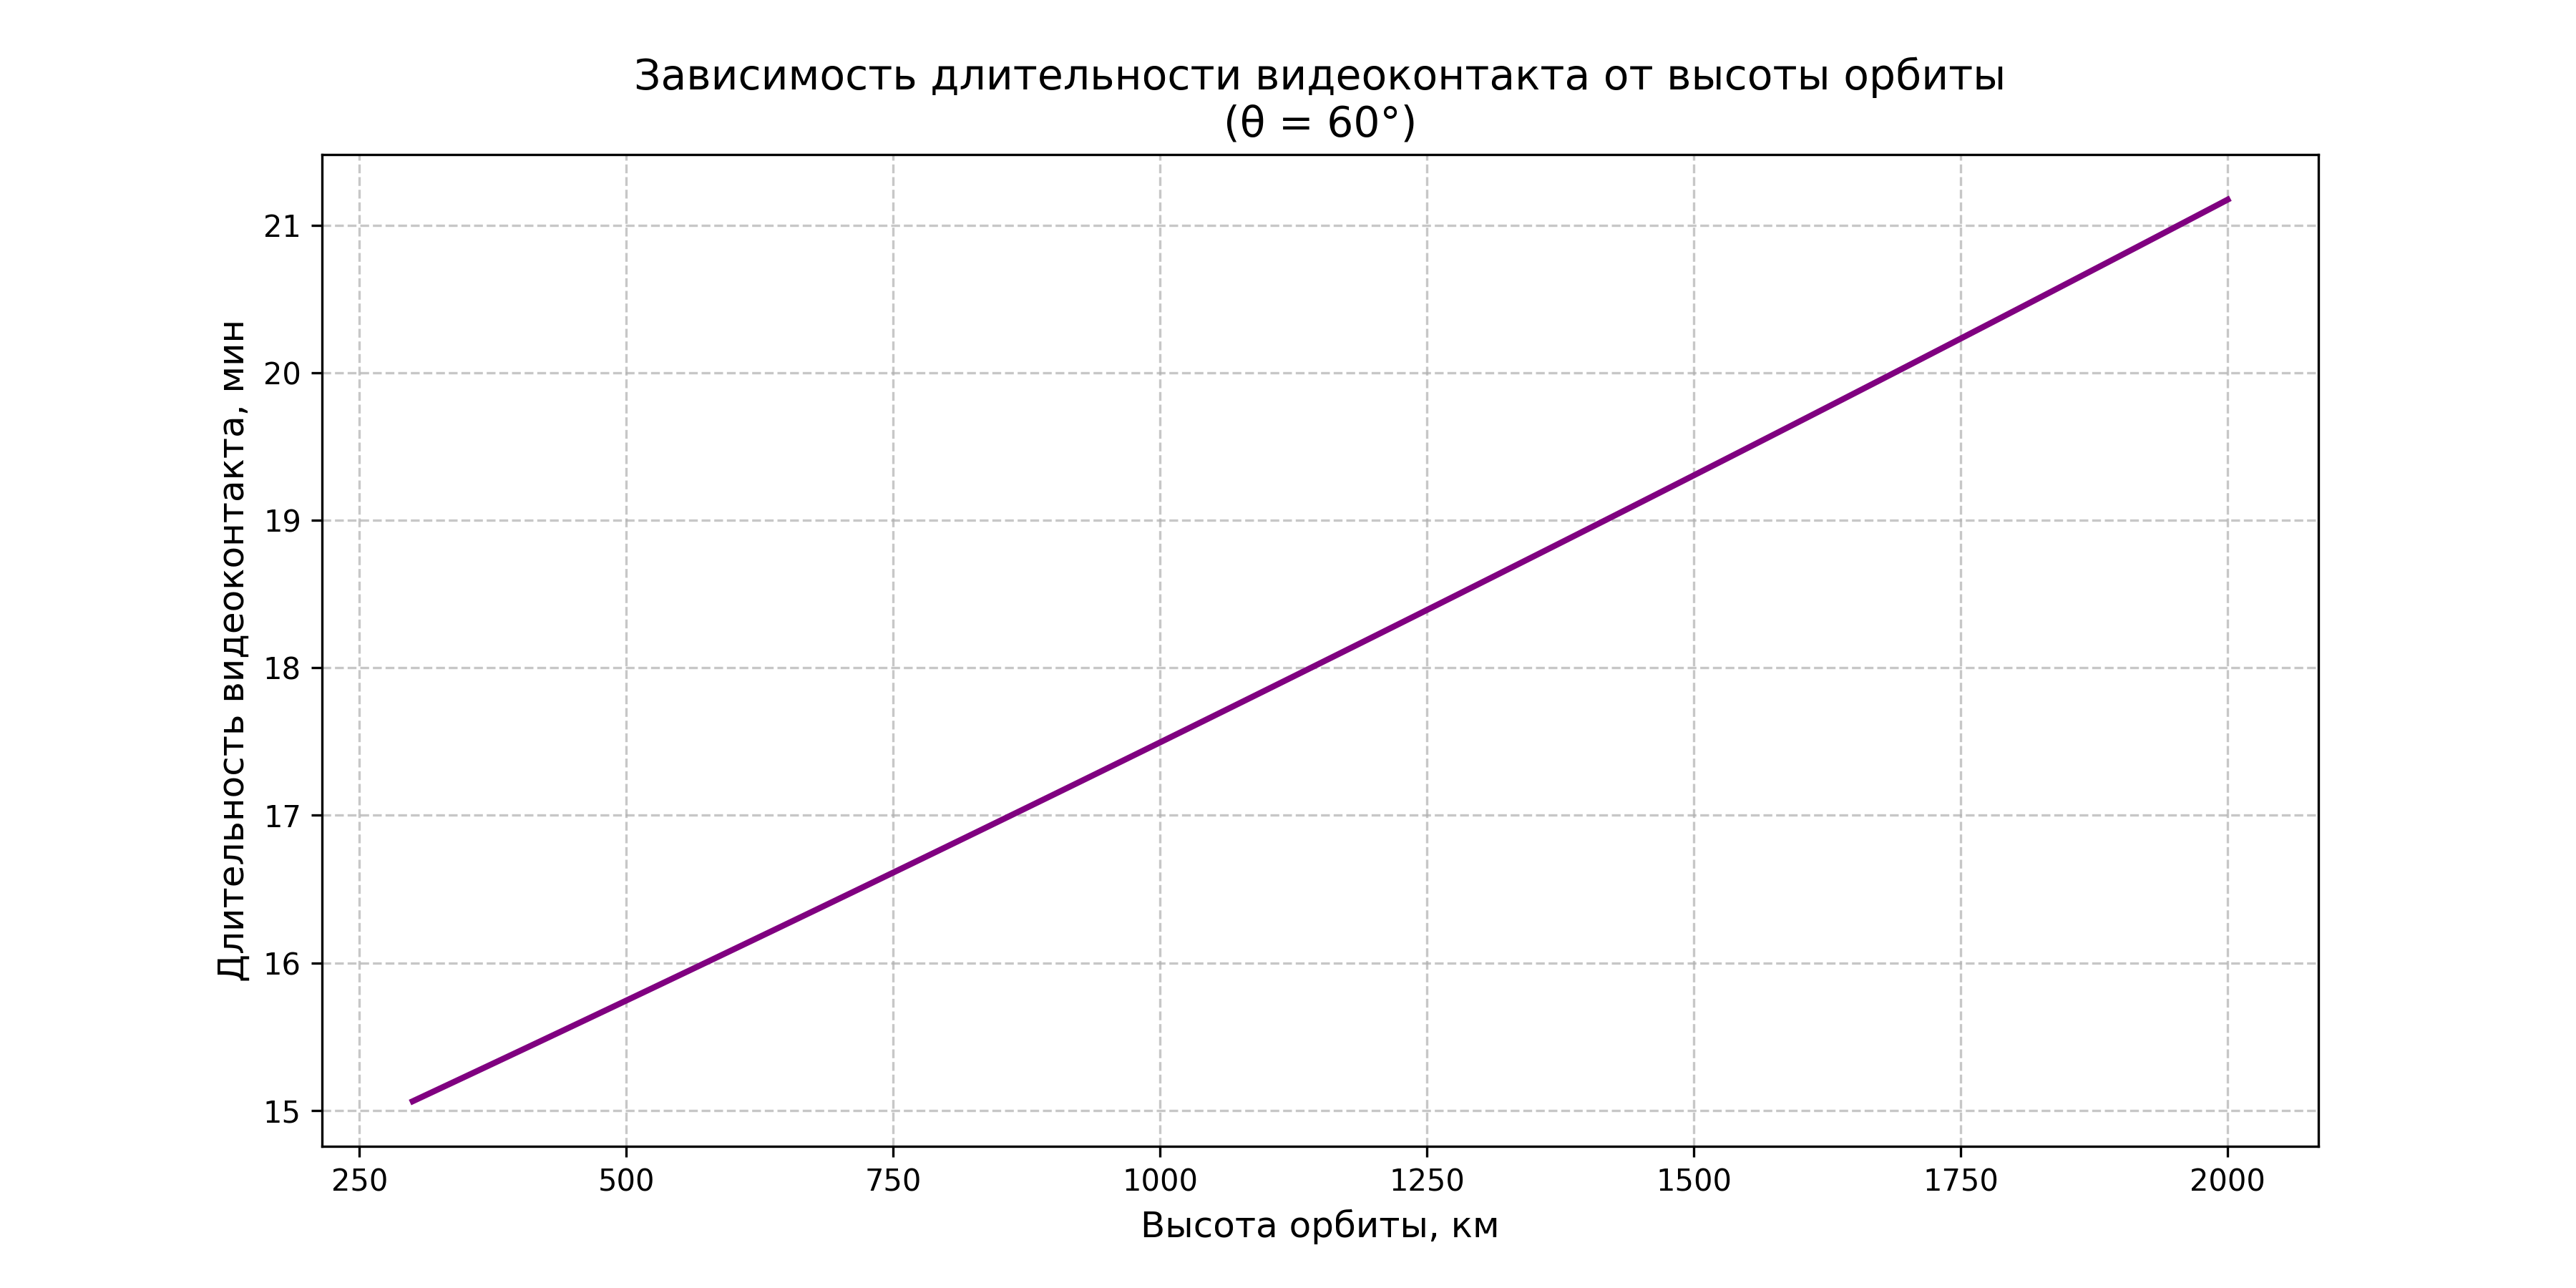 Зависимость длительности видеоконтакта от высоты орбиты
(θ = 60°)
Длительность видеоконтакта, мин
21
20
19
18
17
16
15
250 500 750 1000 1250 1500 1750 2000
Высота орбиты, км